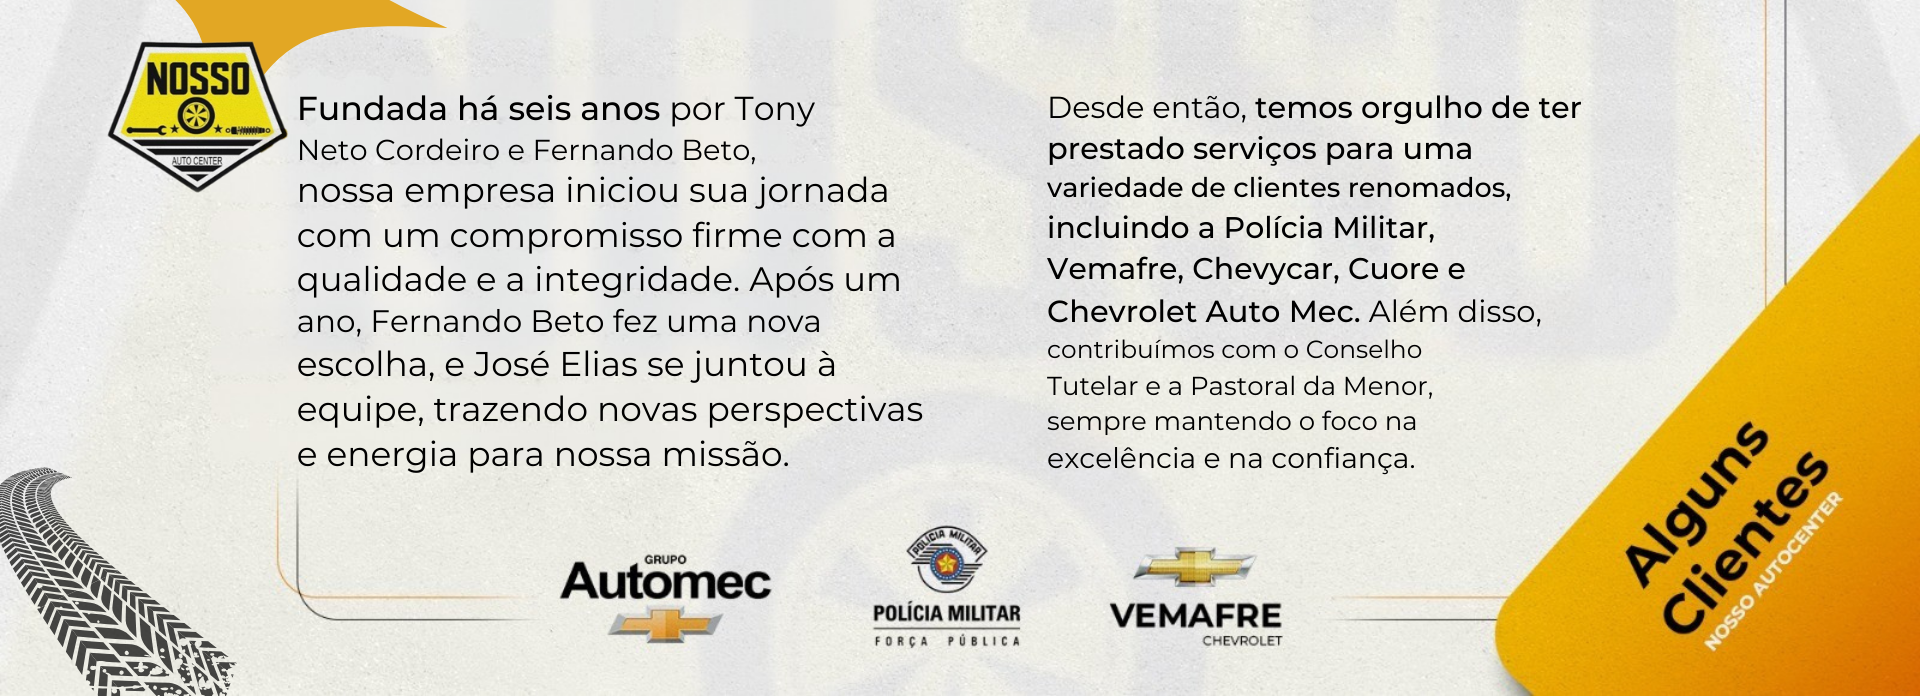 NOSSO
AUTO CENTER
Fundada há seis anos por Tony
Neto Cordeiro e Fernando Beto,
nossa empresa iniciou sua jornada
com um compromisso firme com a
qualidade e a integridade. Após um
ano, Fernando Beto fez uma nova
escolha, e José Elias se juntou à
equipe, trazendo novas perspectivas
e energia para nossa missão.
Desde então, temos orgulho de ter
prestado serviços para uma
variedade de clientes renomados,
incluindo a Polícia Militar,
Vemafre, Chevycar, Cuore e
Chevrolet Auto Mec. Além disso,
contribuímos com o Conselho
Tutelar e a Pastoral da Menor,
sempre mantendo o foco na
excelência e na confiança.
GRUPO
Automec
POLÍCIA MILITAR
POLÍCIA MILITAR
FORÇA PÚBLICA
VEMAFRE
CHEVROLET
Alguns
Clientes
NOSSO AUTOCENTER